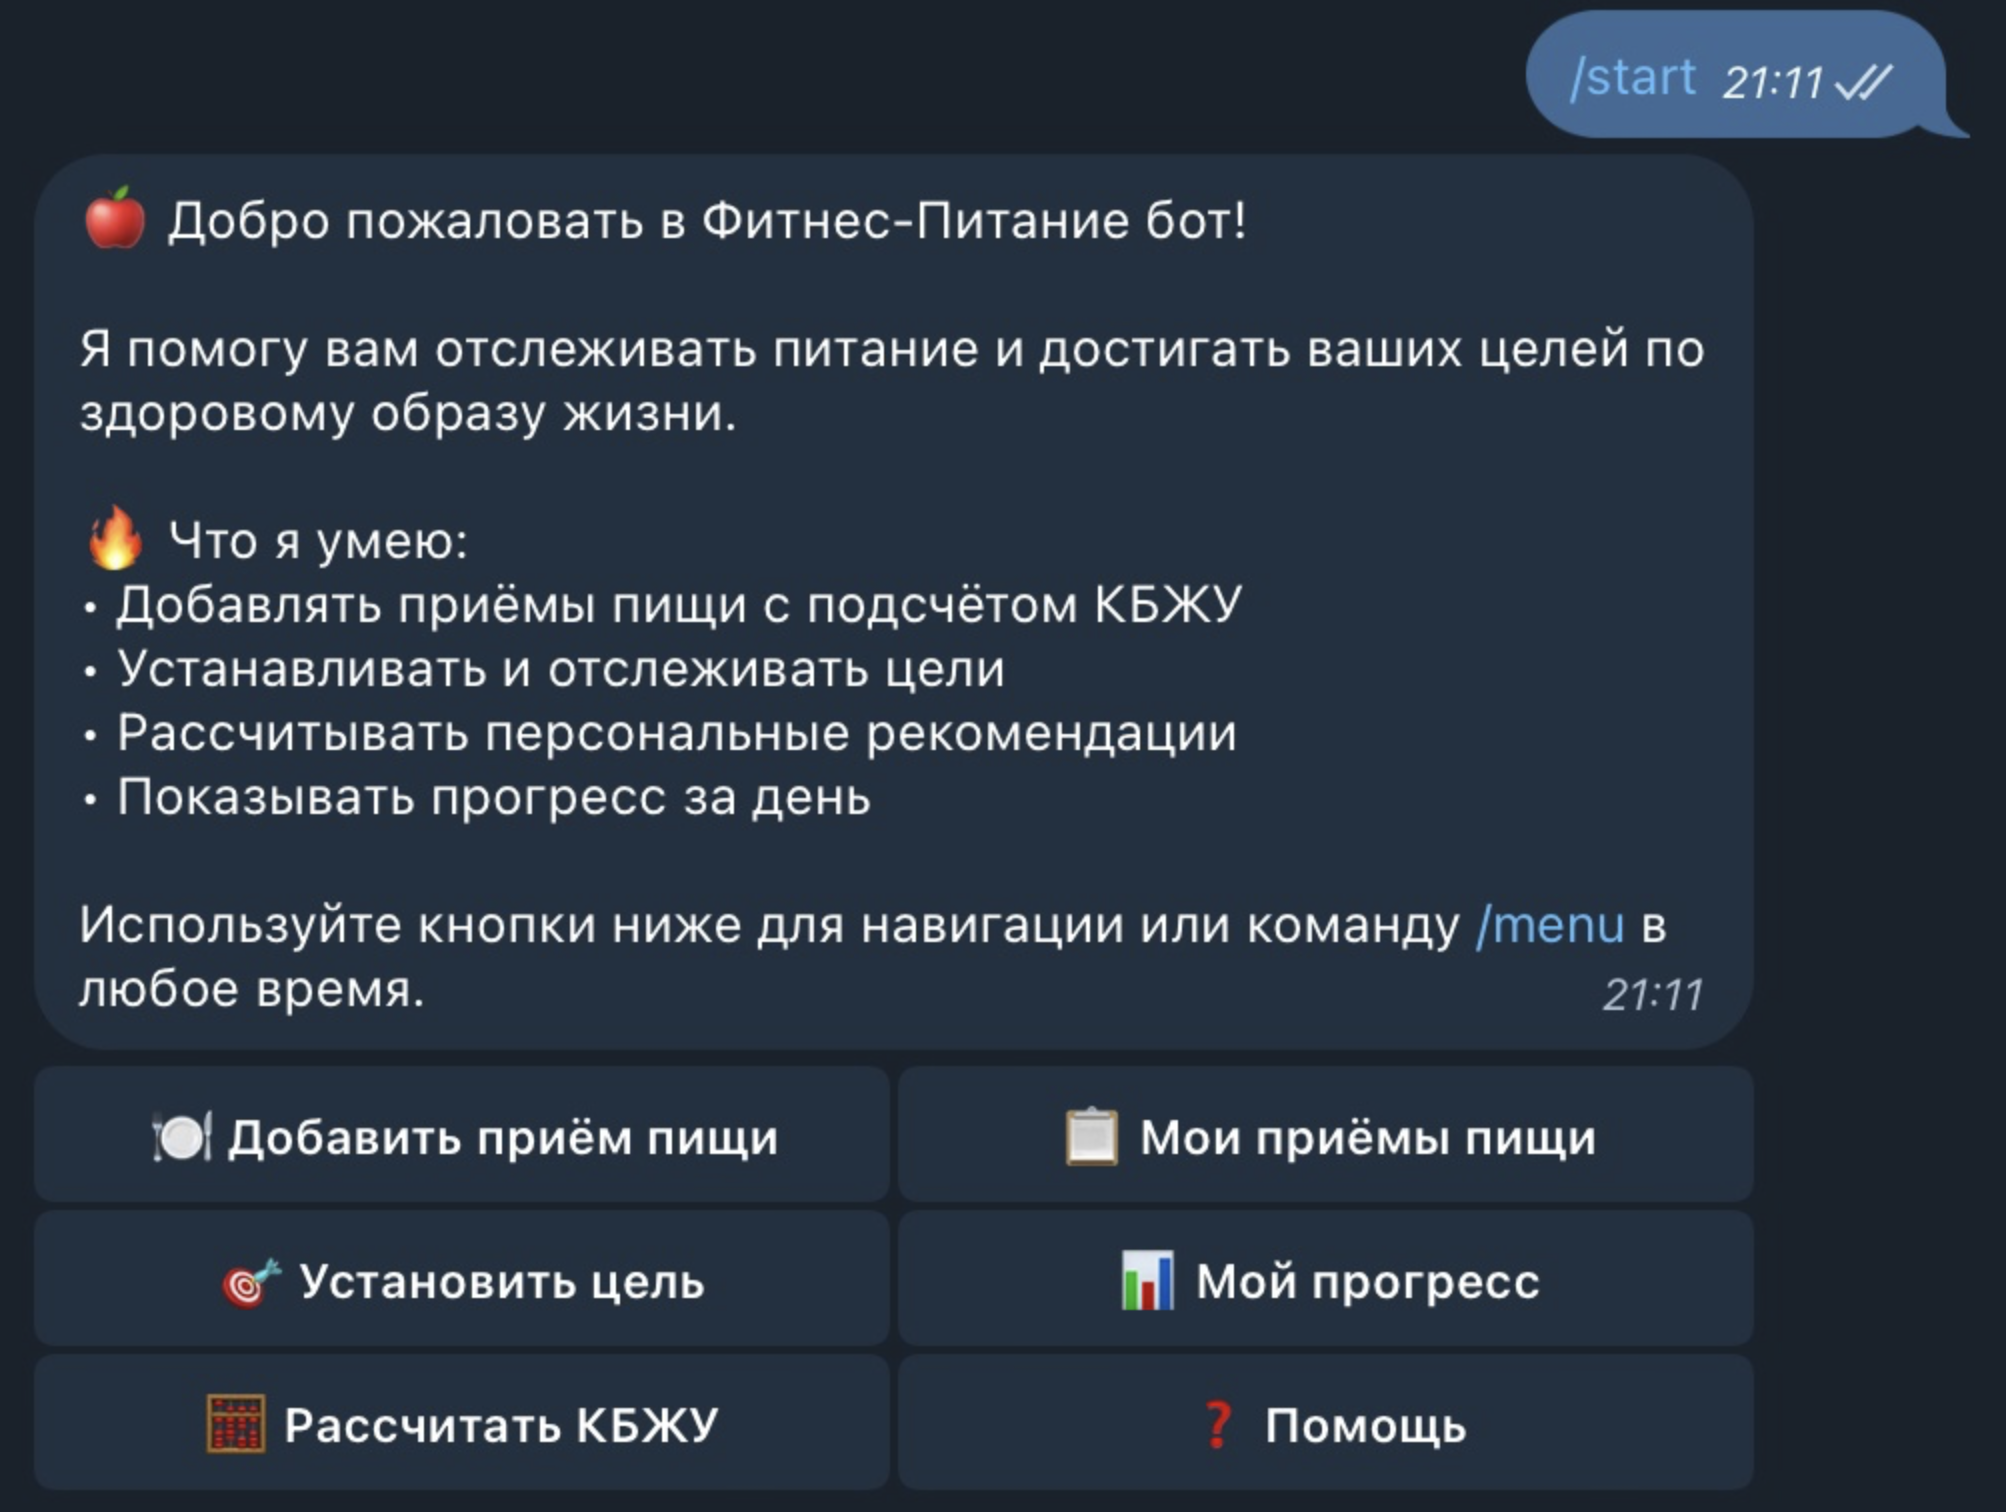 /start 21:11
🍎 Добро пожаловать в Фитнес-Питание бот!
Я помогу вам отслеживать питание и достигать ваших целей по
здоровому образу жизни.
🔥 Что я умею:
• Добавлять приёмы пищи с подсчётом КБЖУ
• Устанавливать и отслеживать цели
• Рассчитывать персональные рекомендации
• Показывать прогресс за день
Используйте кнопки ниже для навигации или команду /menu в
любое время. 21:11
🍽 Добавить приём пищи
📋 Мои приёмы пищи
🎯 Установить цель
📊 Мой прогресс
🧮 Рассчитать КБЖУ
❓ Помощь